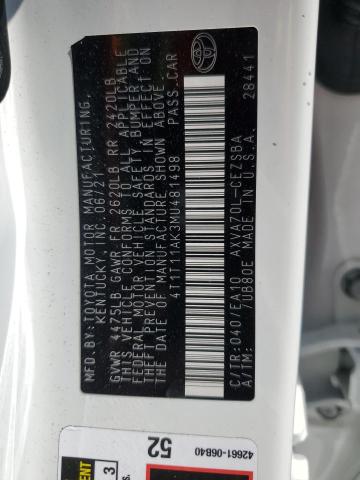 MFD.BY:TOYOTA MOTOR MANUFACTURING,
KENTUCKY, INC. 06/21
GVWR 4475LB GAWR FR 2620LB RR 2420LB
THIS VEHICLE CONFORMS TO ALL APPLICABLE
FEDERAL MOTOR VEHICLE SAFETY, BUMPER AND
THEFT PREVENTION STANDARDS IN EFFECT ON
THE DATE OF MANUFACTURE SHOWN ABOVE.
4T1T11AK3MU481498 PASS.CAR
C/TR:040/EA10 AXVA70L-CEZSBA
A/TM: 7UB80E MADE IN U.S.A. 28441
52
42661-06B40
3